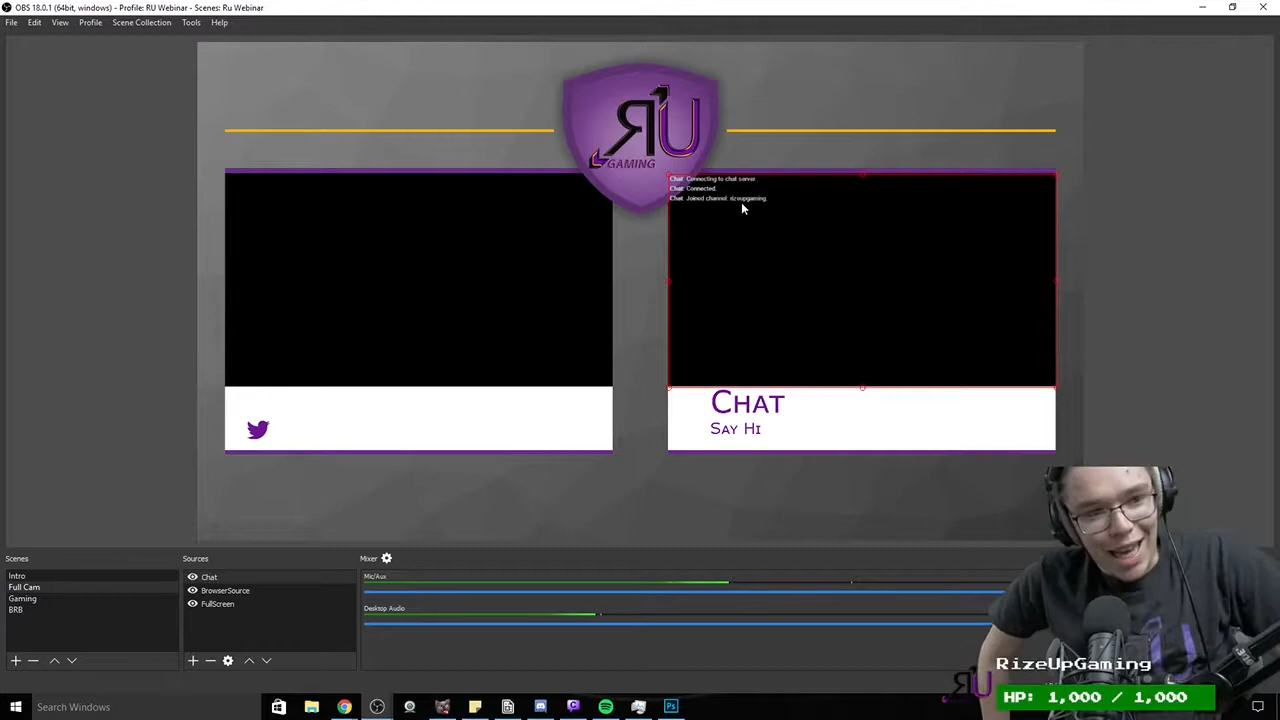 OBS 18.0.1 (64bit, windows) - Profile: RU Webinar - Scenes: Ru Webinar
File Edit View Profile Scene Collection Tools Help
RU
GAMING
Chat: Connecting to chat server.
Chat: Connected.
Chat: Joined channel: rizeupgaming.
Chat
Say Hi
Scenes
Intro
Full Cam
Gaming
BRB
Sources
Chat
BrowserSource
FullScreen
Mixer
Mic/Aux
Desktop Audio
RizeUpGaming
RU
HP: 1,000 / 1,000
Search Windows
Ps